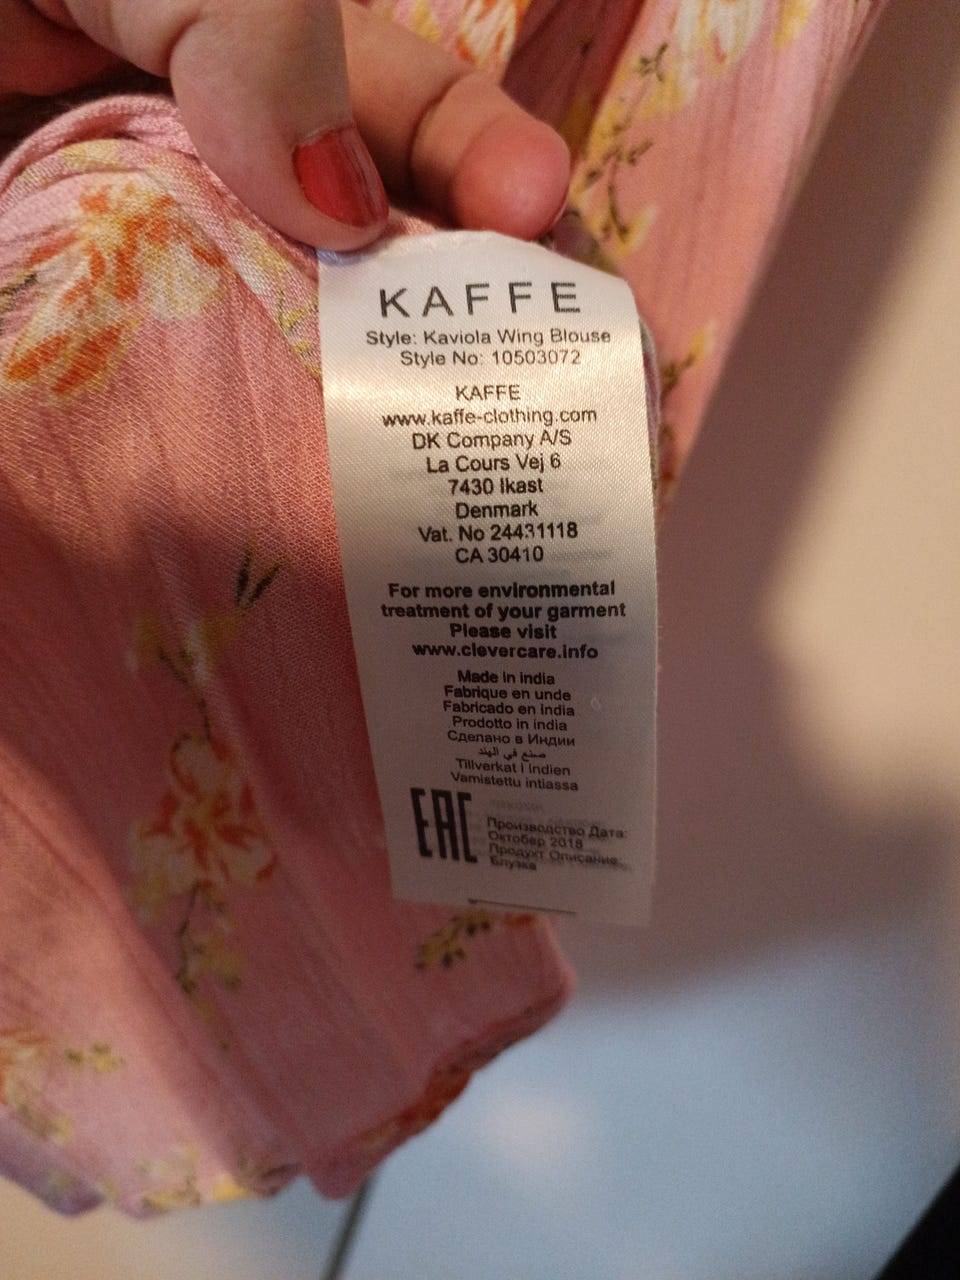 KAFFE
Style: Kaviola Wing Blouse
Style No: 10503072
KAFFE
www.kaffe-clothing.com
DK Company A/S
La Cours Vej 6
7430 Ikast
Denmark
Vat. No 24431118
CA 30410
For more environmental
treatment of your garment
Please visit
www.clevercare.info
Made in india
Fabrique en unde
Fabricado en india
Prodotto in india
Сделано в Индии
صنع في الهند
Tillverkat i indien
Vamistettu intiassa
EAC
Производство Дата:
Октобер 2018
Продукт Описание:
Блузка